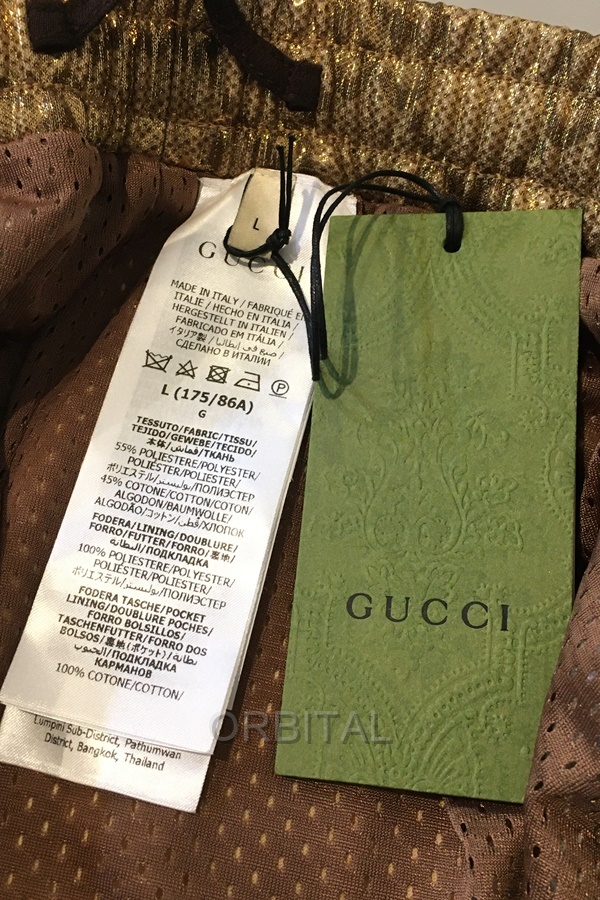 L
GUCCI
MADE IN ITALY / FABRIQUÉ EN
ITALIE / HECHO EN ITALIA /
HERGESTELLT IN ITALIEN /
FABRICADO EM ITÁLIA /
イタリア製 / صنع في إيطاليا /
СДЕЛАНО В ИТАЛИИ
P
L (175/86A)
G
TESSUTO/FABRIC/TISSU/
TEJIDO/GEWEBE/TECIDO/
本体/قماش/ТКАНЬ
55% POLIESTERE/POLYESTER/
POLIÉSTER/POLYESTER/
ポリエステル/بوليستر/ПОЛИЭСТЕР
45% COTONE/COTTON/COTON/
ALGODÓN/BAUMWOLLE/
ALGODÃO/コットン/قطن/ХЛОПОК
FODERA/LINING/DOUBLURE/
FORRO/FUTTER/FORRO/裏地/
البطانة/ПОДКЛАДКА
100% POLIESTERE/POLYESTER/
POLYESTER/POLIÉSTER/
ポリエステル/بوليستر/ПОЛИЭСТЕР
FODERA TASCHE/POCKET
LINING/DOUBLURE POCHES/
FORRO BOLSILLOS/
TASCHENFUTTER/FORRO DOS
BOLSOS/裏地(ポケット)/بطانة
الجيوب/ПОДКЛАДКА
КАРМАНОВ
100% COTONE/COTTON/
Lumpini Sub-District, Pathumwan
District, Bangkok, Thailand
GUCCI
ORBITAL